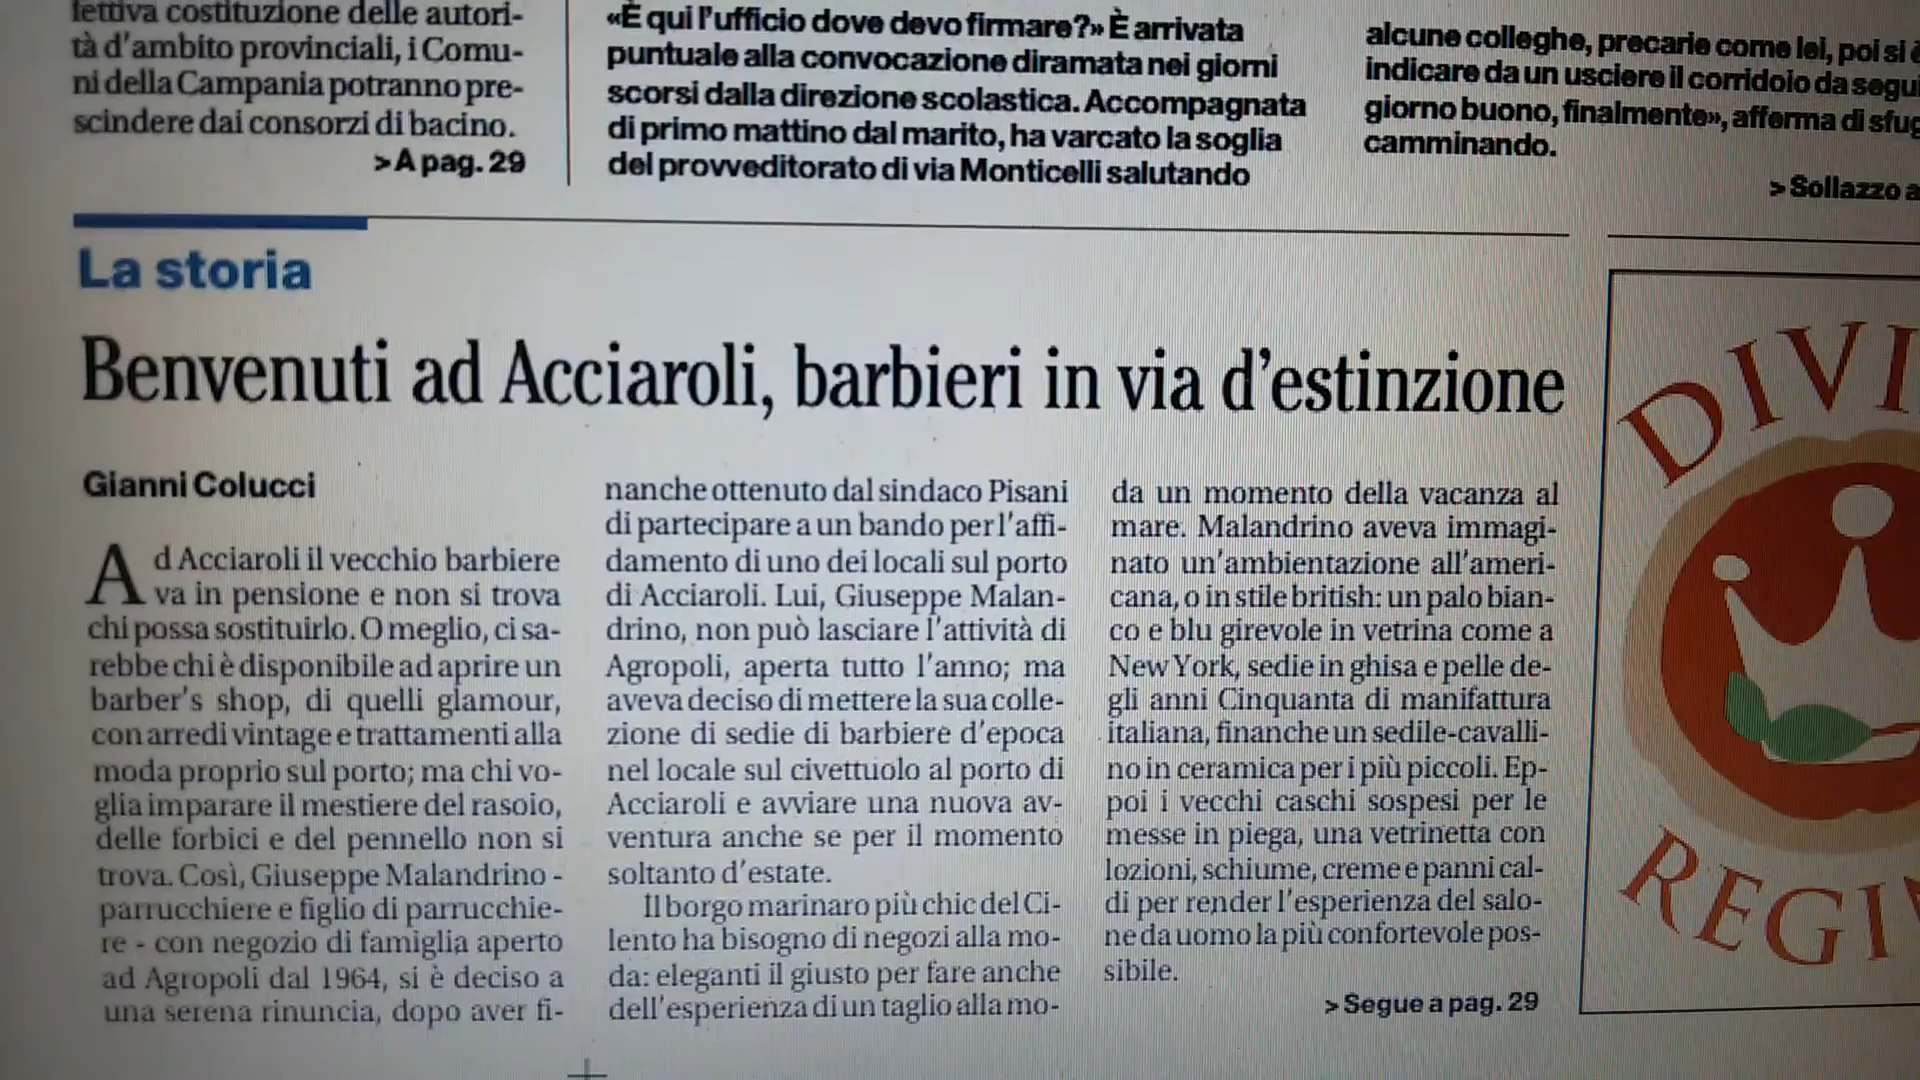 fettiva costituzione delle autori-
tà d'ambito provinciali, i Comu-
ni della Campania potranno pre-
scindere dai consorzi di bacino.
> A pag. 29
«È qui l'ufficio dove devo firmare?» È arrivata
puntuale alla convocazione diramata nei giorni
scorsi dalla direzione scolastica. Accompagnata
di primo mattino dal marito, ha varcato la soglia
del provveditorato di via Monticelli salutando
alcune colleghe, precarie come lei, poi si è
indicare da un usciere il corridoio da segui
giorno buono, finalmente», afferma di sfug
camminando.
> Sollazzo a
La storia
Benvenuti ad Acciaroli, barbieri in via d'estinzione
Gianni Colucci
Ad Acciaroli il vecchio barbiere
va in pensione e non si trova
chi possa sostituirlo. O meglio, ci sa-
rebbe chi è disponibile ad aprire un
barber's shop, di quelli glamour,
con arredi vintage e trattamenti alla
moda proprio sul porto; ma chi vo-
glia imparare il mestiere del rasoio,
delle forbici e del pennello non si
trova. Così, Giuseppe Malandrino -
parrucchiere e figlio di parrucchie-
re - con negozio di famiglia aperto
ad Agropoli dal 1964, si è deciso a
una serena rinuncia, dopo aver fi-
nanche ottenuto dal sindaco Pisani
di partecipare a un bando per l'affi-
damento di uno dei locali sul porto
di Acciaroli. Lui, Giuseppe Malan-
drino, non può lasciare l'attività di
Agropoli, aperta tutto l'anno; ma
aveva deciso di mettere la sua colle-
zione di sedie di barbiere d'epoca
nel locale sul civettuolo al porto di
Acciaroli e avviare una nuova av-
ventura anche se per il momento
soltanto d'estate.
Il borgo marinaro più chic del Ci-
lento ha bisogno di negozi alla mo-
da: eleganti il giusto per fare anche
dell'esperienza di un taglio alla mo-
da un momento della vacanza al
mare. Malandrino aveva immagi-
nato un'ambientazione all'ameri-
cana, o in stile british: un palo bian-
co e blu girevole in vetrina come a
New York, sedie in ghisa e pelle de-
gli anni Cinquanta di manifattura
italiana, finanche un sedile-cavalli-
no in ceramica per i più piccoli. Ep-
poi i vecchi caschi sospesi per le
messe in piega, una vetrinetta con
lozioni, schiume, creme e panni cal-
di per render l'esperienza del salo-
ne da uomo la più confortevole pos-
sibile.
> Segue a pag. 29
DIVI
REGI